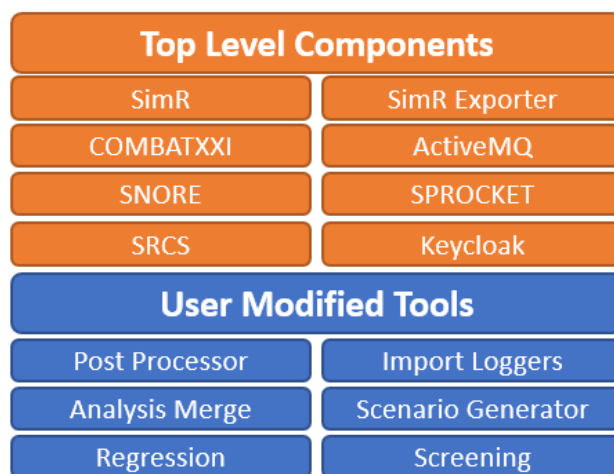 Top Level Components
SimR
SimR Exporter
COMBATXXI
ActiveMQ
SNORE
SPROCKET
SRCS
Keycloak
User Modified Tools
Post Processor
Import Loggers
Analysis Merge
Scenario Generator
Regression
Screening